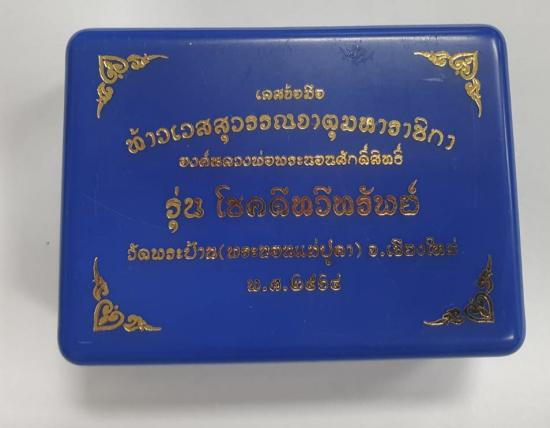 เลสข้อมือ
ท้าวเวสสุวรรณจาตุมหาราชิกา
องค์หลวงพ่อพระนอนศักดิ์สิทธิ์
รุ่น โชคดีทวีทรัพย์
วัดพระป้าน(พระนอนแม่ปูคา) จ.เชียงใหม่
พ.ศ.๒๕๖๔